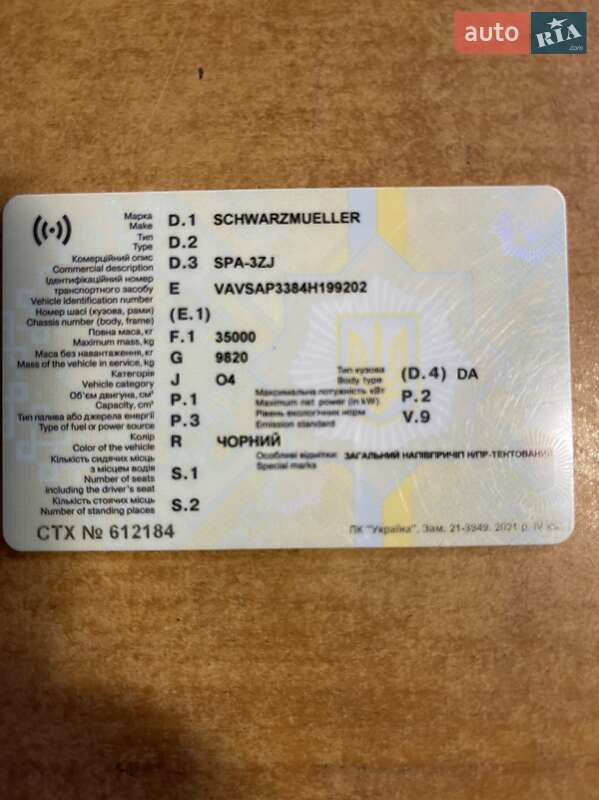 auto RIA .com
Марка D.1 SCHWARZMUELLER
Make
Тип D.2
Type
Комерційний опис D.3 SPA-3ZJ
Commercial description
Ідентифікаційний номер
транспортного засобу E VAVSAP3384H199202
Vehicle identification number
Номер шасі (кузова, рами) (E.1)
Chassis number (body, frame)
Повна маса, кг F.1 35000
Maximum mass, kg
Маса без навантаження, кг G 9820
Mass of the vehicle in service, kg
Категорія J O4
Vehicle category
Тип кузова (D.4) DA
Body type
Об'єм двигуна, см³ P.1
Capacity, cm³
Максимальна потужність кВт P.2
Maximum net. power (in kW)
Тип палива або джерела енергії P.3
Type of fuel or power source
Рівень екологічних норм V.9
Emission standard
Колір R ЧОРНИЙ
Color of the vehicle
Особливі відмітки: ЗАГАЛЬНИЙ НАПІВПРИЧІП Н/ПР-ТЕНТОВАНИЙ
Special marks
Кількість сидячих місць
з місцем водія S.1
Number of seats
including the driver's seat
Кількість стоячих місць S.2
Number of standing places
СТХ № 612184
ПК "Україна". Зам. 21-3949. 2021 р. IV кв.